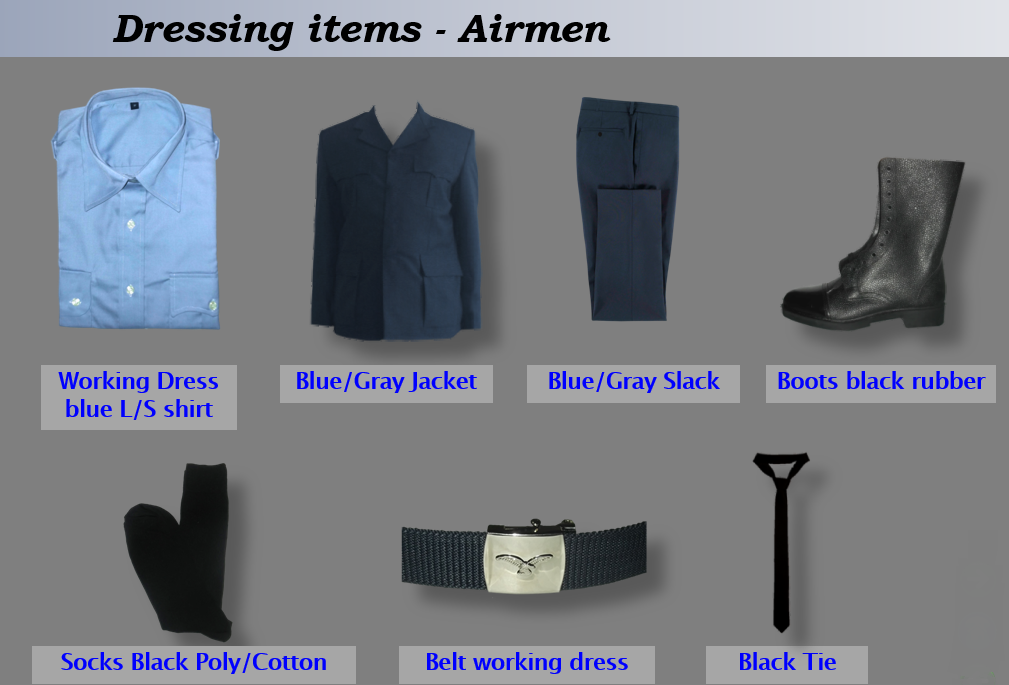 Dressing items - Airmen
Working Dress
blue L/S shirt
Blue/Gray Jacket
Blue/Gray Slack
Boots black rubber
Socks Black Poly/Cotton
Belt working dress
Black Tie